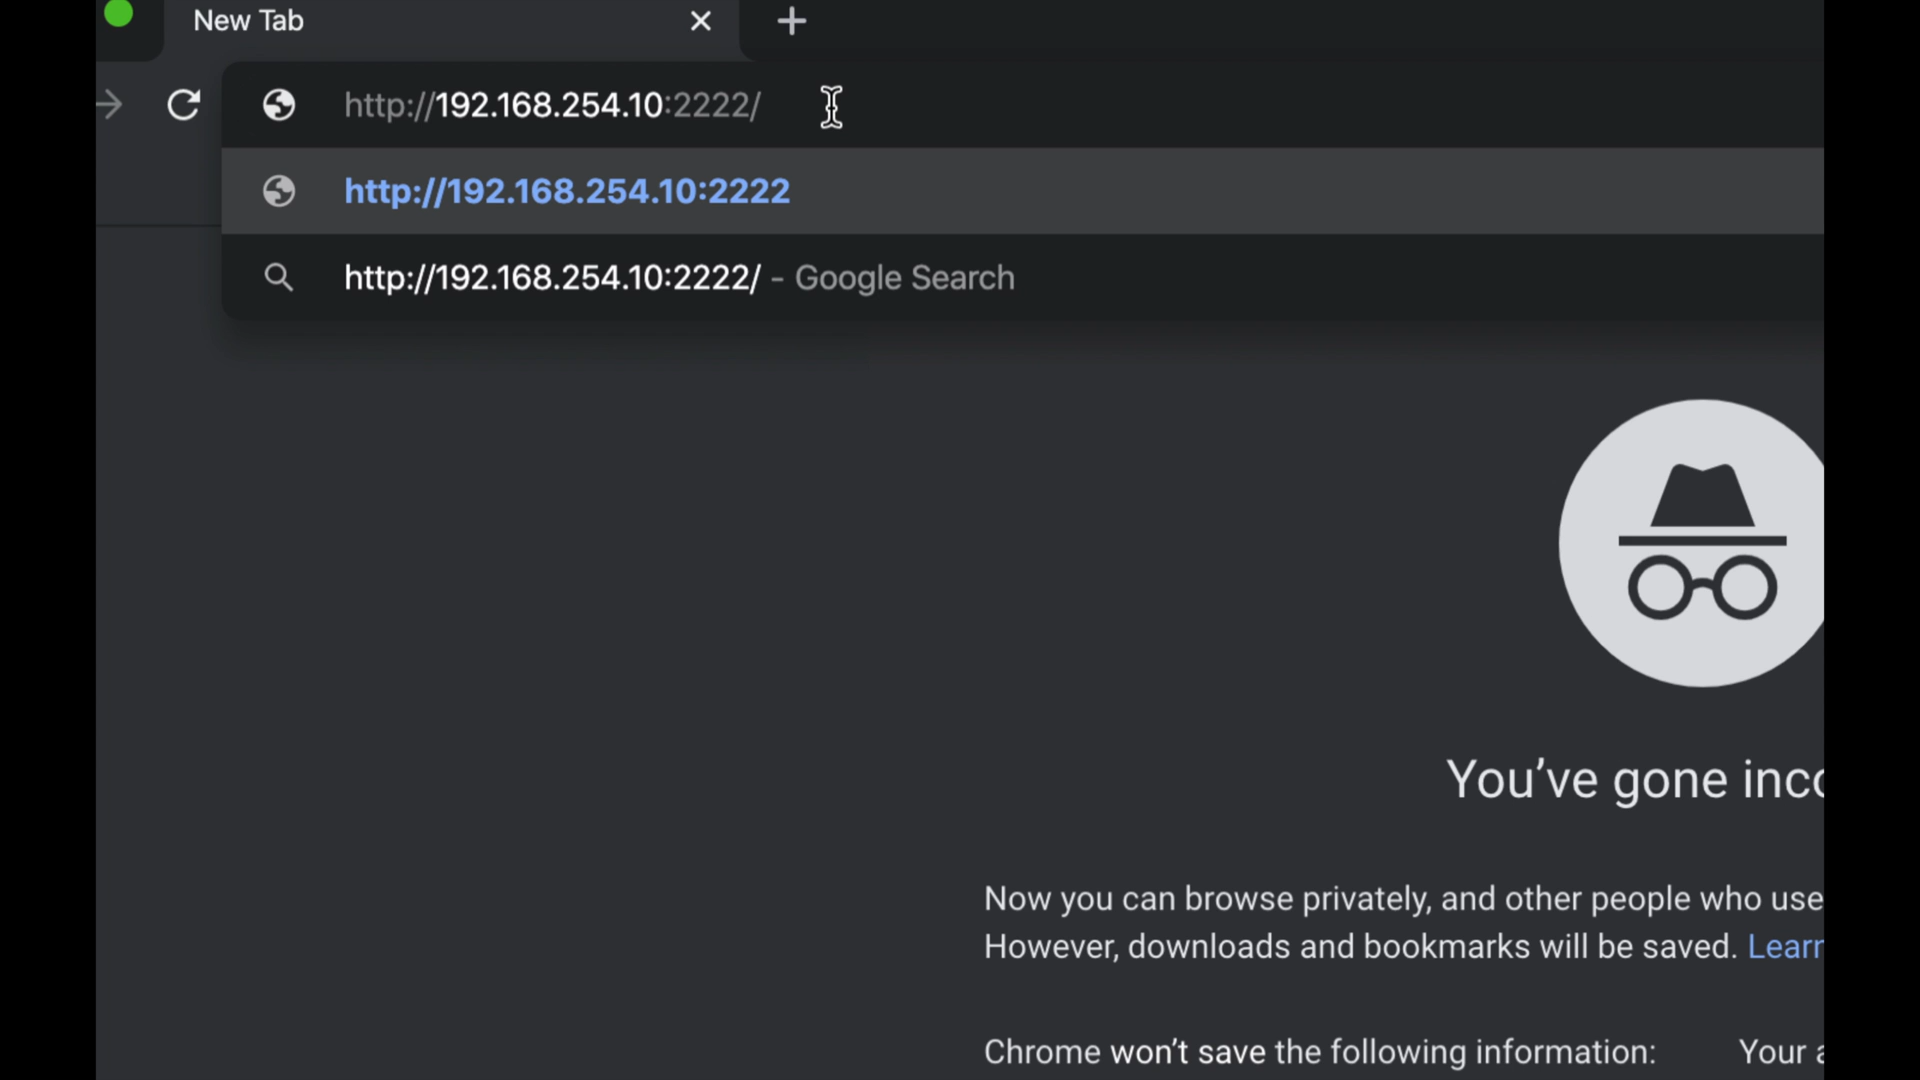 New Tab
http://192.168.254.10:2222/
http://192.168.254.10:2222
http://192.168.254.10:2222/ - Google Search
You've gone inco
Now you can browse privately, and other people who use
However, downloads and bookmarks will be saved. Learn
Chrome won't save the following information:
Your a